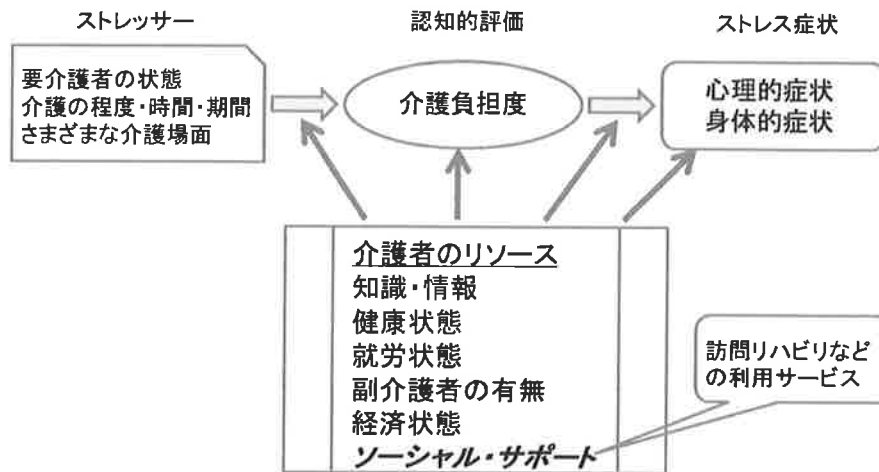 ストレッサー
認知的評価
ストレス症状
要介護者の状態
介護の程度・時間・期間
さまざまな介護場面
介護負担度
心理的症状
身体的症状
介護者のリソース
知識・情報
健康状態
就労状態
副介護者の有無
経済状態
ソーシャル・サポート
訪問リハビリなど
の利用サービス